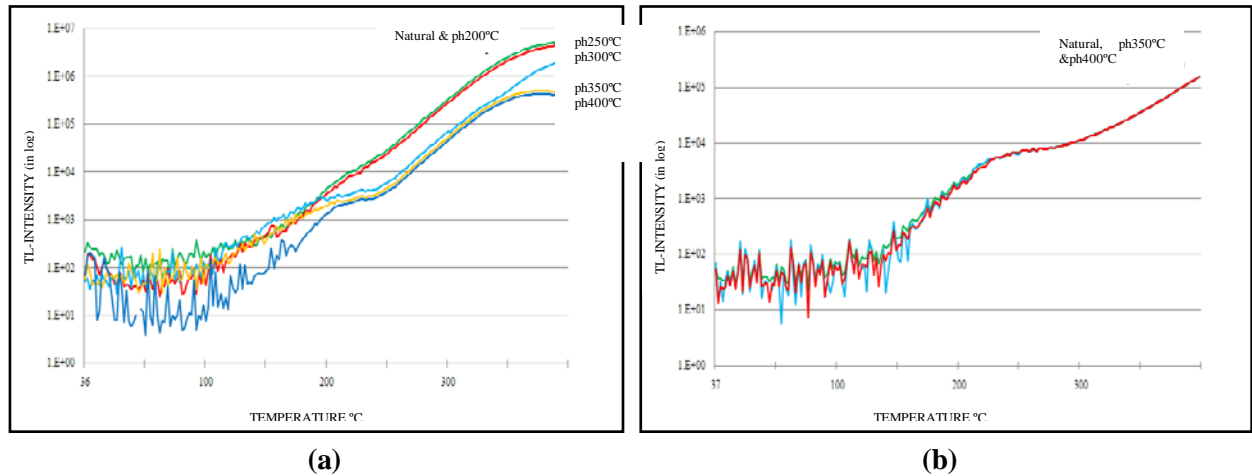 1.E+07
1.E+06
1.E+05
1.E+04
1.E+03
1.E+02
1.E+01
1.E+00
TL-INTENSITY (in log)
Natural & ph200ºC
ph250ºC
ph300ºC
ph350ºC
ph400ºC
36
100
200
300
TEMPERATURE ºC
(a)
1.E+06
1.E+05
1.E+04
1.E+03
1.E+02
1.E+01
1.E+00
TL-INTENSITY (in log)
Natural, ph350ºC
&ph400ºC
37
100
200
300
TEMPERATURE ºC
(b)